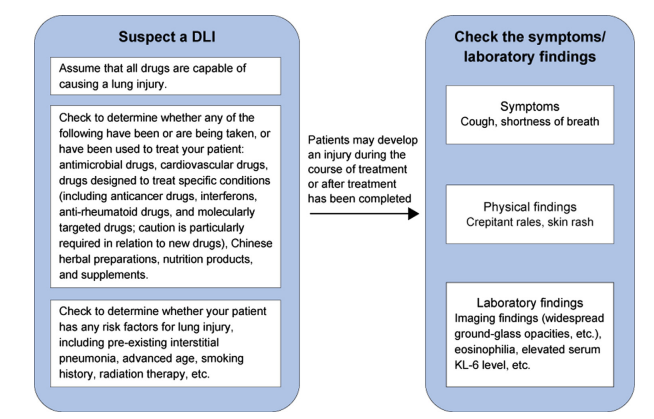 Suspect a DLI
Assume that all drugs are capable of
causing a lung injury.
Check to determine whether any of the
following have been or are being taken, or
have been used to treat your patient:
antimicrobial drugs, cardiovascular drugs,
drugs designed to treat specific conditions
(including anticancer drugs, interferons,
anti-rheumatoid drugs, and molecularly
targeted drugs; caution is particularly
required in relation to new drugs), Chinese
herbal preparations, nutrition products,
and supplements.
Check to determine whether your patient
has any risk factors for lung injury,
including pre-existing interstitial
pneumonia, advanced age, smoking
history, radiation therapy, etc.
Patients may develop
an injury during the
course of treatment
or after treatment
has been completed
Check the symptoms/
laboratory findings
Symptoms
Cough, shortness of breath
Physical findings
Crepitant rales, skin rash
Laboratory findings
Imaging findings (widespread
ground-glass opacities, etc.),
eosinophilia, elevated serum
KL-6 level, etc.